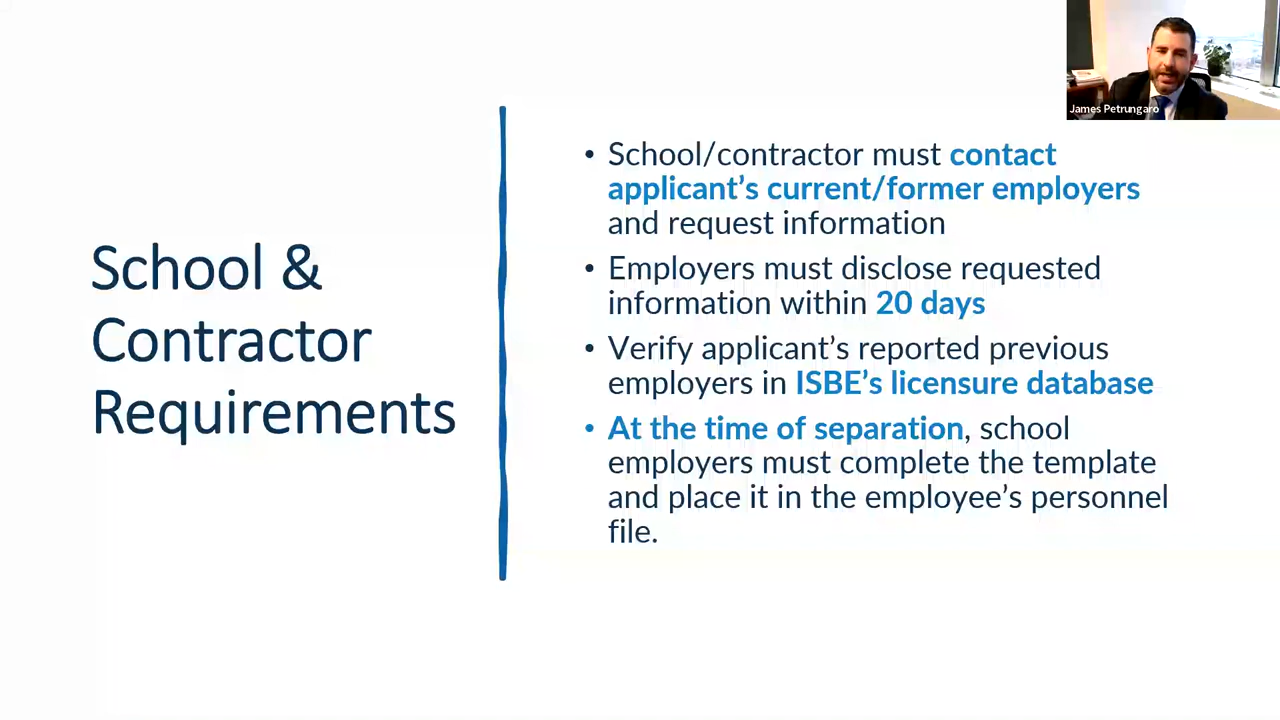 James Petrungaro
School &
Contractor
Requirements
• School/contractor must contact
applicant’s current/former employers
and request information
• Employers must disclose requested
information within 20 days
• Verify applicant’s reported previous
employers in ISBE’s licensure database
• At the time of separation, school
employers must complete the template
and place it in the employee’s personnel
file.